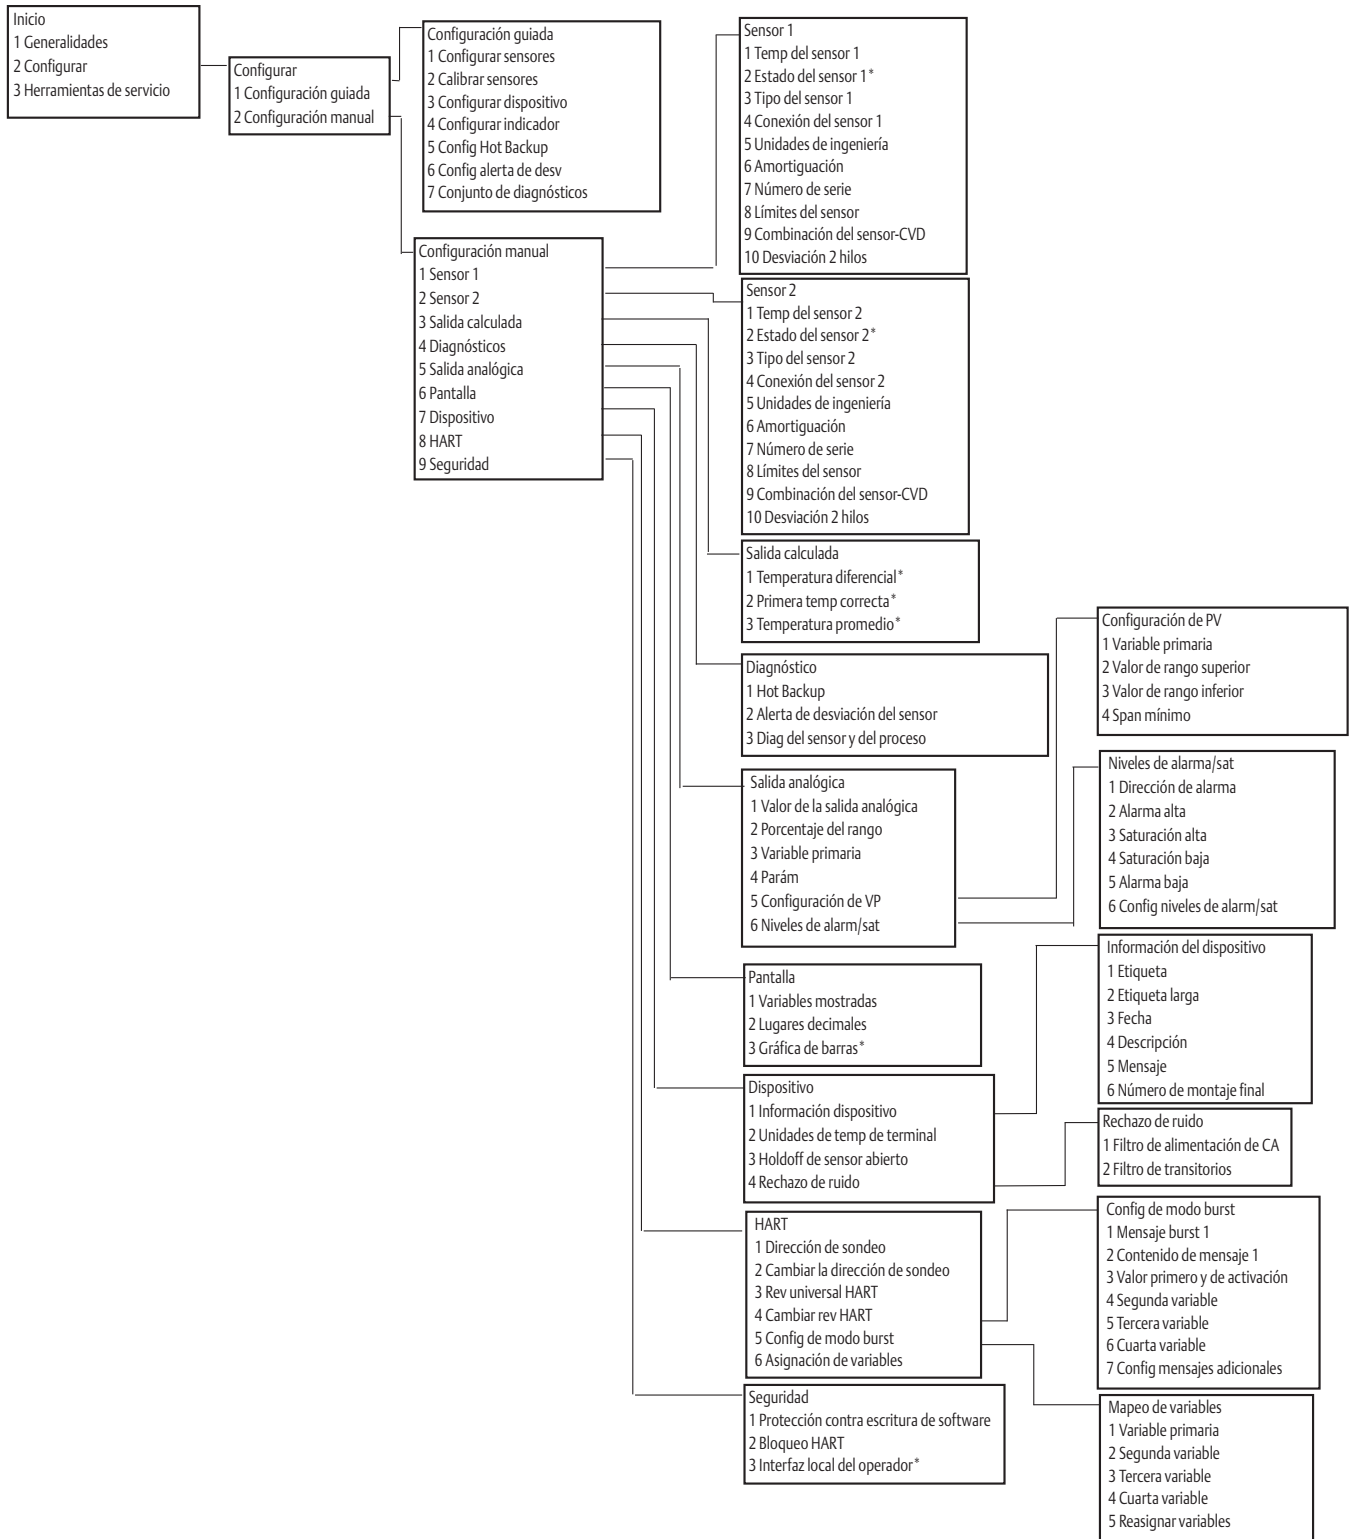 Inicio
1 Generalidades
2 Configurar
3 Herramientas de servicio
Configurar
1 Configuración guiada
2 Configuración manual
Configuración guiada
1 Configurar sensores
2 Calibrar sensores
3 Configurar dispositivo
4 Configurar indicador
5 Config Hot Backup
6 Config alerta de desv
7 Conjunto de diagnósticos
Configuración manual
1 Sensor 1
2 Sensor 2
3 Salida calculada
4 Diagnósticos
5 Salida analógica
6 Pantalla
7 Dispositivo
8 HART
9 Seguridad
Sensor 1
1 Temp del sensor 1
2 Estado del sensor 1*
3 Tipo del sensor 1
4 Conexión del sensor 1
5 Unidades de ingeniería
6 Amortiguación
7 Número de serie
8 Límites del sensor
9 Combinación del sensor-CVD
10 Desviación 2 hilos
Sensor 2
1 Temp del sensor 2
2 Estado del sensor 2*
3 Tipo del sensor 2
4 Conexión del sensor 2
5 Unidades de ingeniería
6 Amortiguación
7 Número de serie
8 Límites del sensor
9 Combinación del sensor-CVD
10 Desviación 2 hilos
Salida calculada
1 Temperatura diferencial*
2 Primera temp correcta*
3 Temperatura promedio*
Diagnóstico
1 Hot Backup
2 Alerta de desviación del sensor
3 Diag del sensor y del proceso
Salida analógica
1 Valor de la salida analógica
2 Porcentaje del rango
3 Variable primaria
4 Parám
5 Configuración de VP
6 Niveles de alarm/sat
Pantalla
1 Variables mostradas
2 Lugares decimales
3 Gráfica de barras*
Dispositivo
1 Información dispositivo
2 Unidades de temp de terminal
3 Holdoff de sensor abierto
4 Rechazo de ruido
HART
1 Dirección de sondeo
2 Cambiar la dirección de sondeo
3 Rev universal HART
4 Cambiar rev HART
5 Config de modo burst
6 Asignación de variables
Seguridad
1 Protección contra escritura de software
2 Bloqueo HART
3 Interfaz local del operador*
Configuración de PV
1 Variable primaria
2 Valor de rango superior
3 Valor de rango inferior
4 Span mínimo
Niveles de alarma/sat
1 Dirección de alarma
2 Alarma alta
3 Saturación alta
4 Saturación baja
5 Alarma baja
6 Config niveles de alarm/sat
Información del dispositivo
1 Etiqueta
2 Etiqueta larga
3 Fecha
4 Descripción
5 Mensaje
6 Número de montaje final
Rechazo de ruido
1 Filtro de alimentación de CA
2 Filtro de transitorios
Config de modo burst
1 Mensaje burst 1
2 Contenido de mensaje 1
3 Valor primero y de activación
4 Segunda variable
5 Tercera variable
6 Cuarta variable
7 Config mensajes adicionales
Mapeo de variables
1 Variable primaria
2 Segunda variable
3 Tercera variable
4 Cuarta variable
5 Reasignar variables